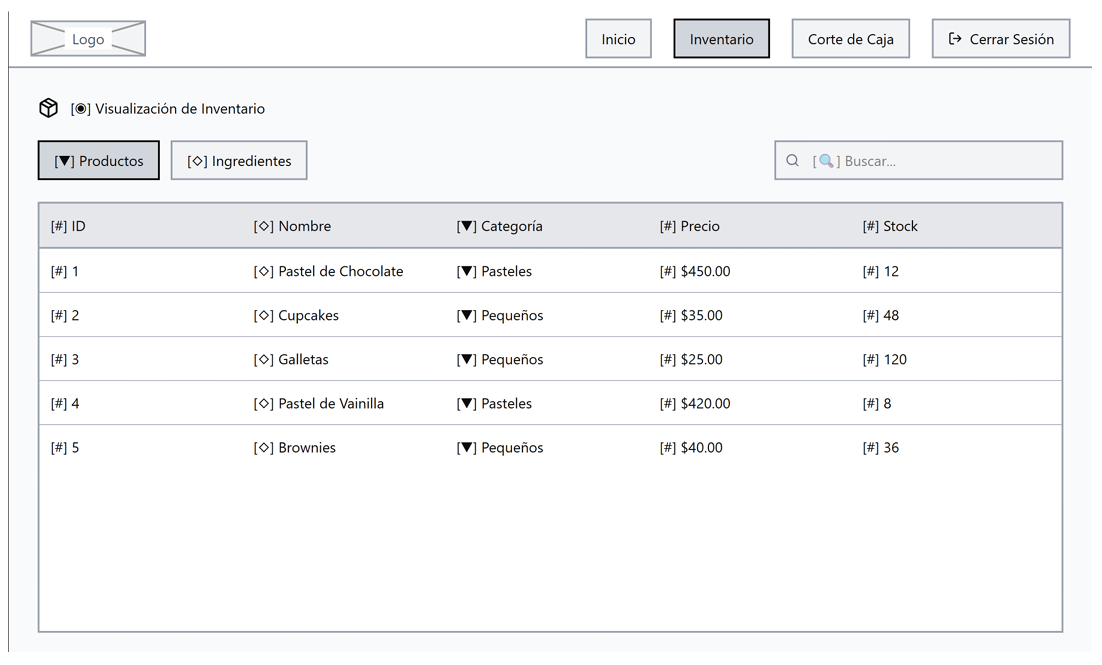 Logo Inicio Inventario Corte de Caja Cerrar Sesión
[◉] Visualización de Inventario
[▼] Productos [◇] Ingredientes [🔍] Buscar...
[#] ID [◇] Nombre [▼] Categoría [#] Precio [#] Stock
[#] 1 [◇] Pastel de Chocolate [▼] Pasteles [#] $450.00 [#] 12
[#] 2 [◇] Cupcakes [▼] Pequeños [#] $35.00 [#] 48
[#] 3 [◇] Galletas [▼] Pequeños [#] $25.00 [#] 120
[#] 4 [◇] Pastel de Vainilla [▼] Pasteles [#] $420.00 [#] 8
[#] 5 [◇] Brownies [▼] Pequeños [#] $40.00 [#] 36